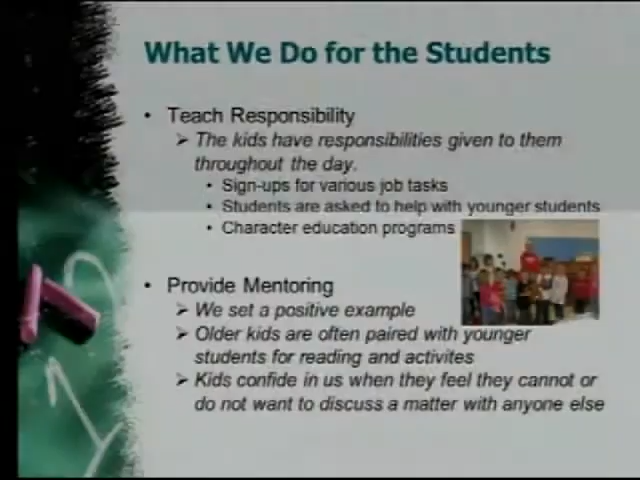 What We Do for the Students
• Teach Responsibility
➢ The kids have responsibilities given to them
throughout the day.
• Sign-ups for various job tasks
• Students are asked to help with younger students
• Character education programs
• Provide Mentoring
➢ We set a positive example
➢ Older kids are often paired with younger
students for reading and activites
➢ Kids confide in us when they feel they cannot or
do not want to discuss a matter with anyone else